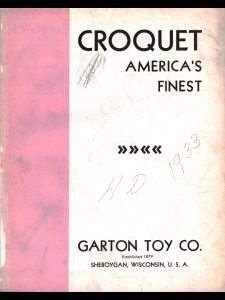 CROQUET
AMERICA'S
FINEST
»»««
1933
HD
GARTON TOY CO.
Established 1879
SHEBOYGAN, WISCONSIN, U. S. A.